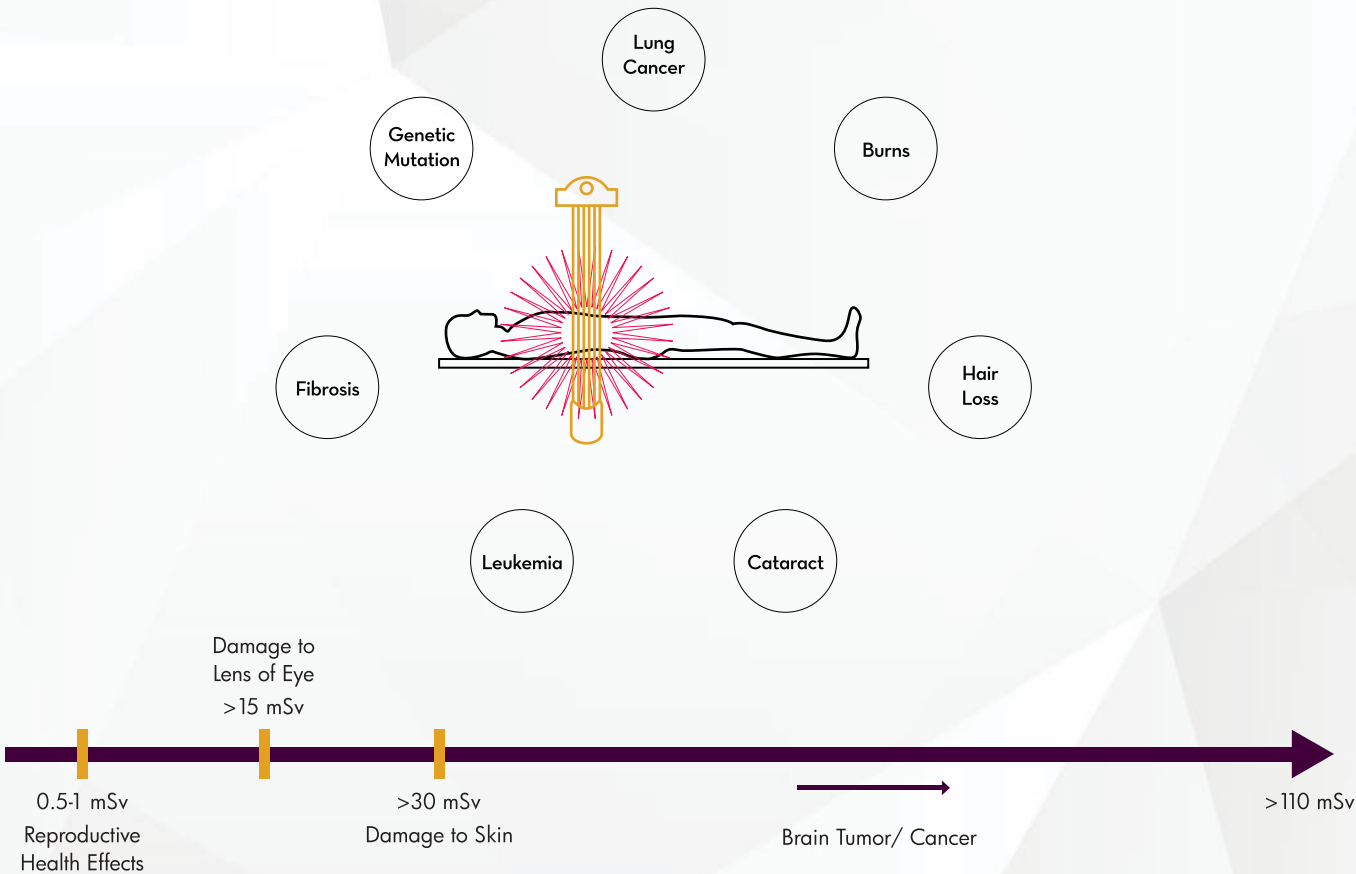 Lung
Cancer
Genetic
Mutation
Burns
Fibrosis
Hair
Loss
Leukemia
Cataract
Damage to
Lens of Eye
>15 mSv
0.5-1 mSv
Reproductive
Health Effects
>30 mSv
Damage to Skin
Brain Tumor/ Cancer
>110 mSv